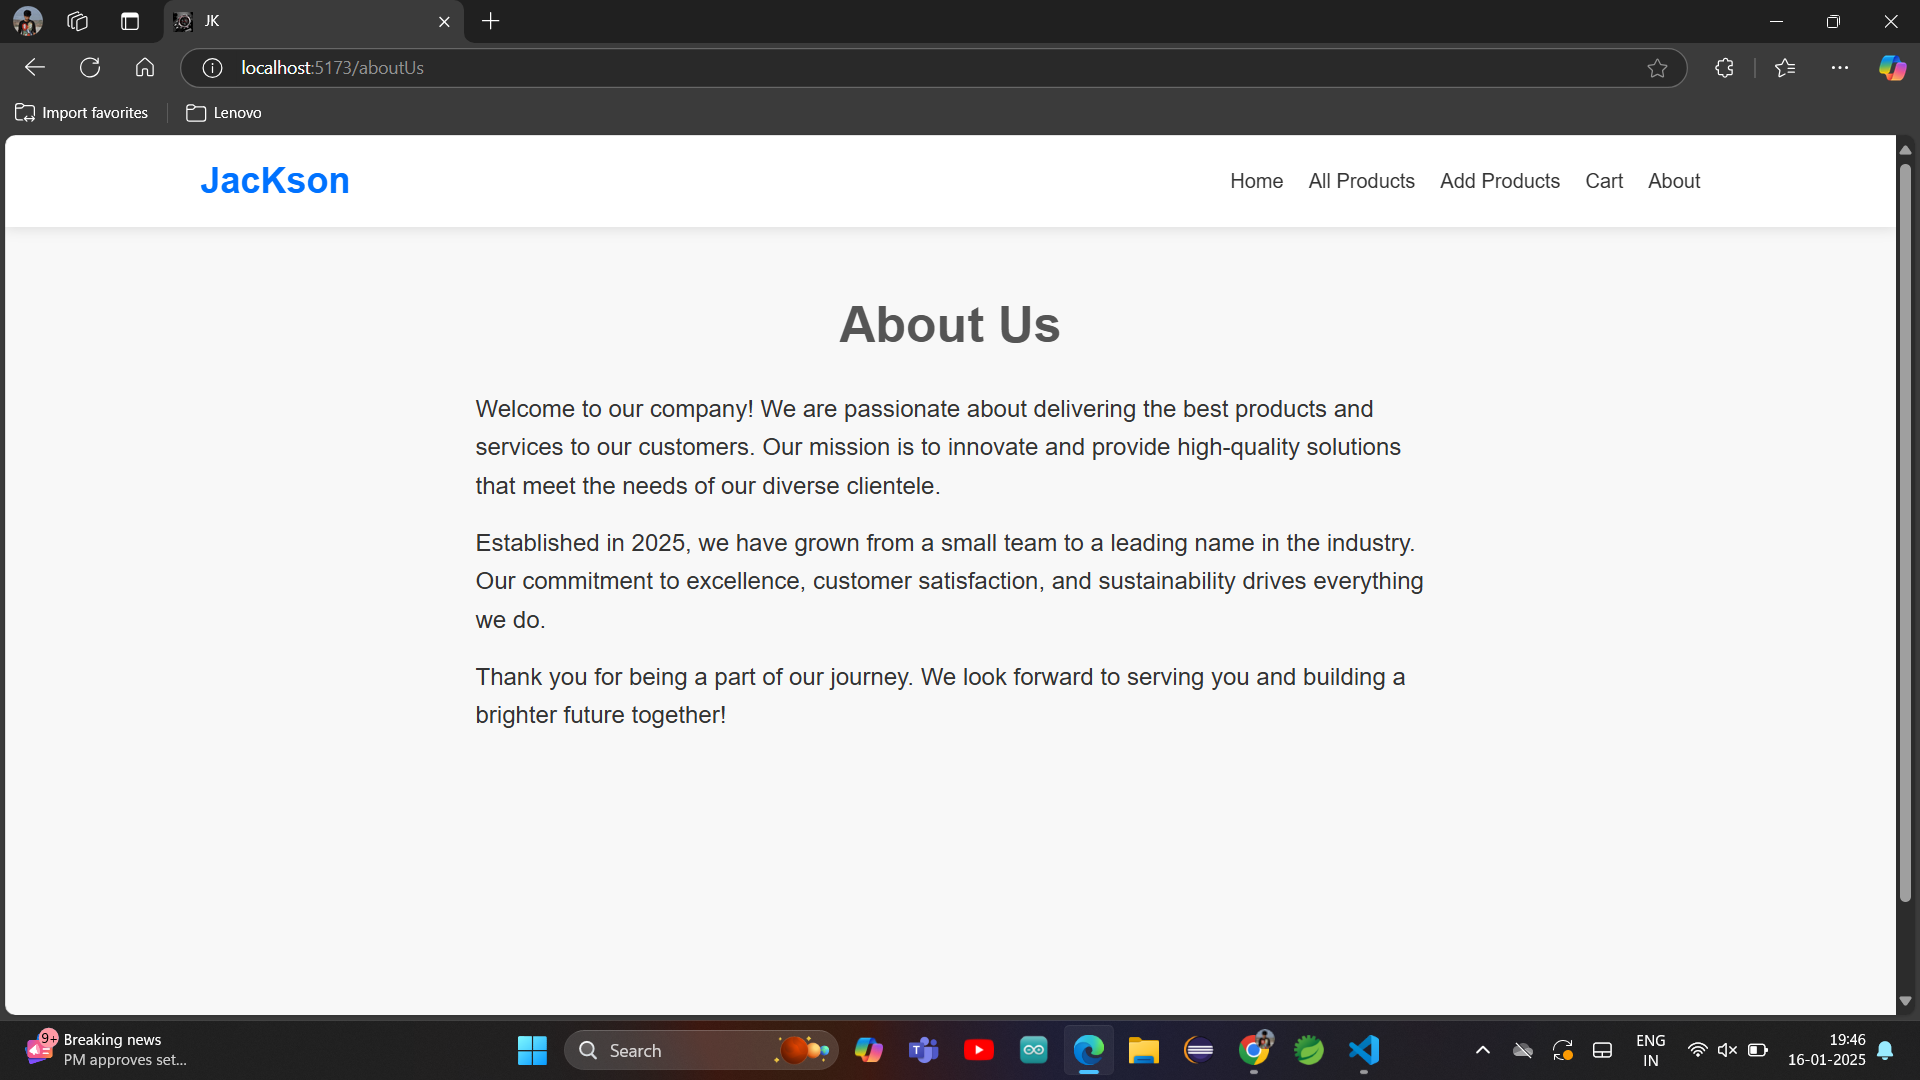 JK
localhost:5173/aboutUs
Import favorites
Lenovo
JacKson
Home
All Products
Add Products
Cart
About
About Us
Welcome to our company! We are passionate about delivering the best products and
services to our customers. Our mission is to innovate and provide high-quality solutions
that meet the needs of our diverse clientele.
Established in 2025, we have grown from a small team to a leading name in the industry.
Our commitment to excellence, customer satisfaction, and sustainability drives everything
we do.
Thank you for being a part of our journey. We look forward to serving you and building a
brighter future together!
9+
Breaking news
PM approves set...
Search
ENG
IN
19:46
16-01-2025